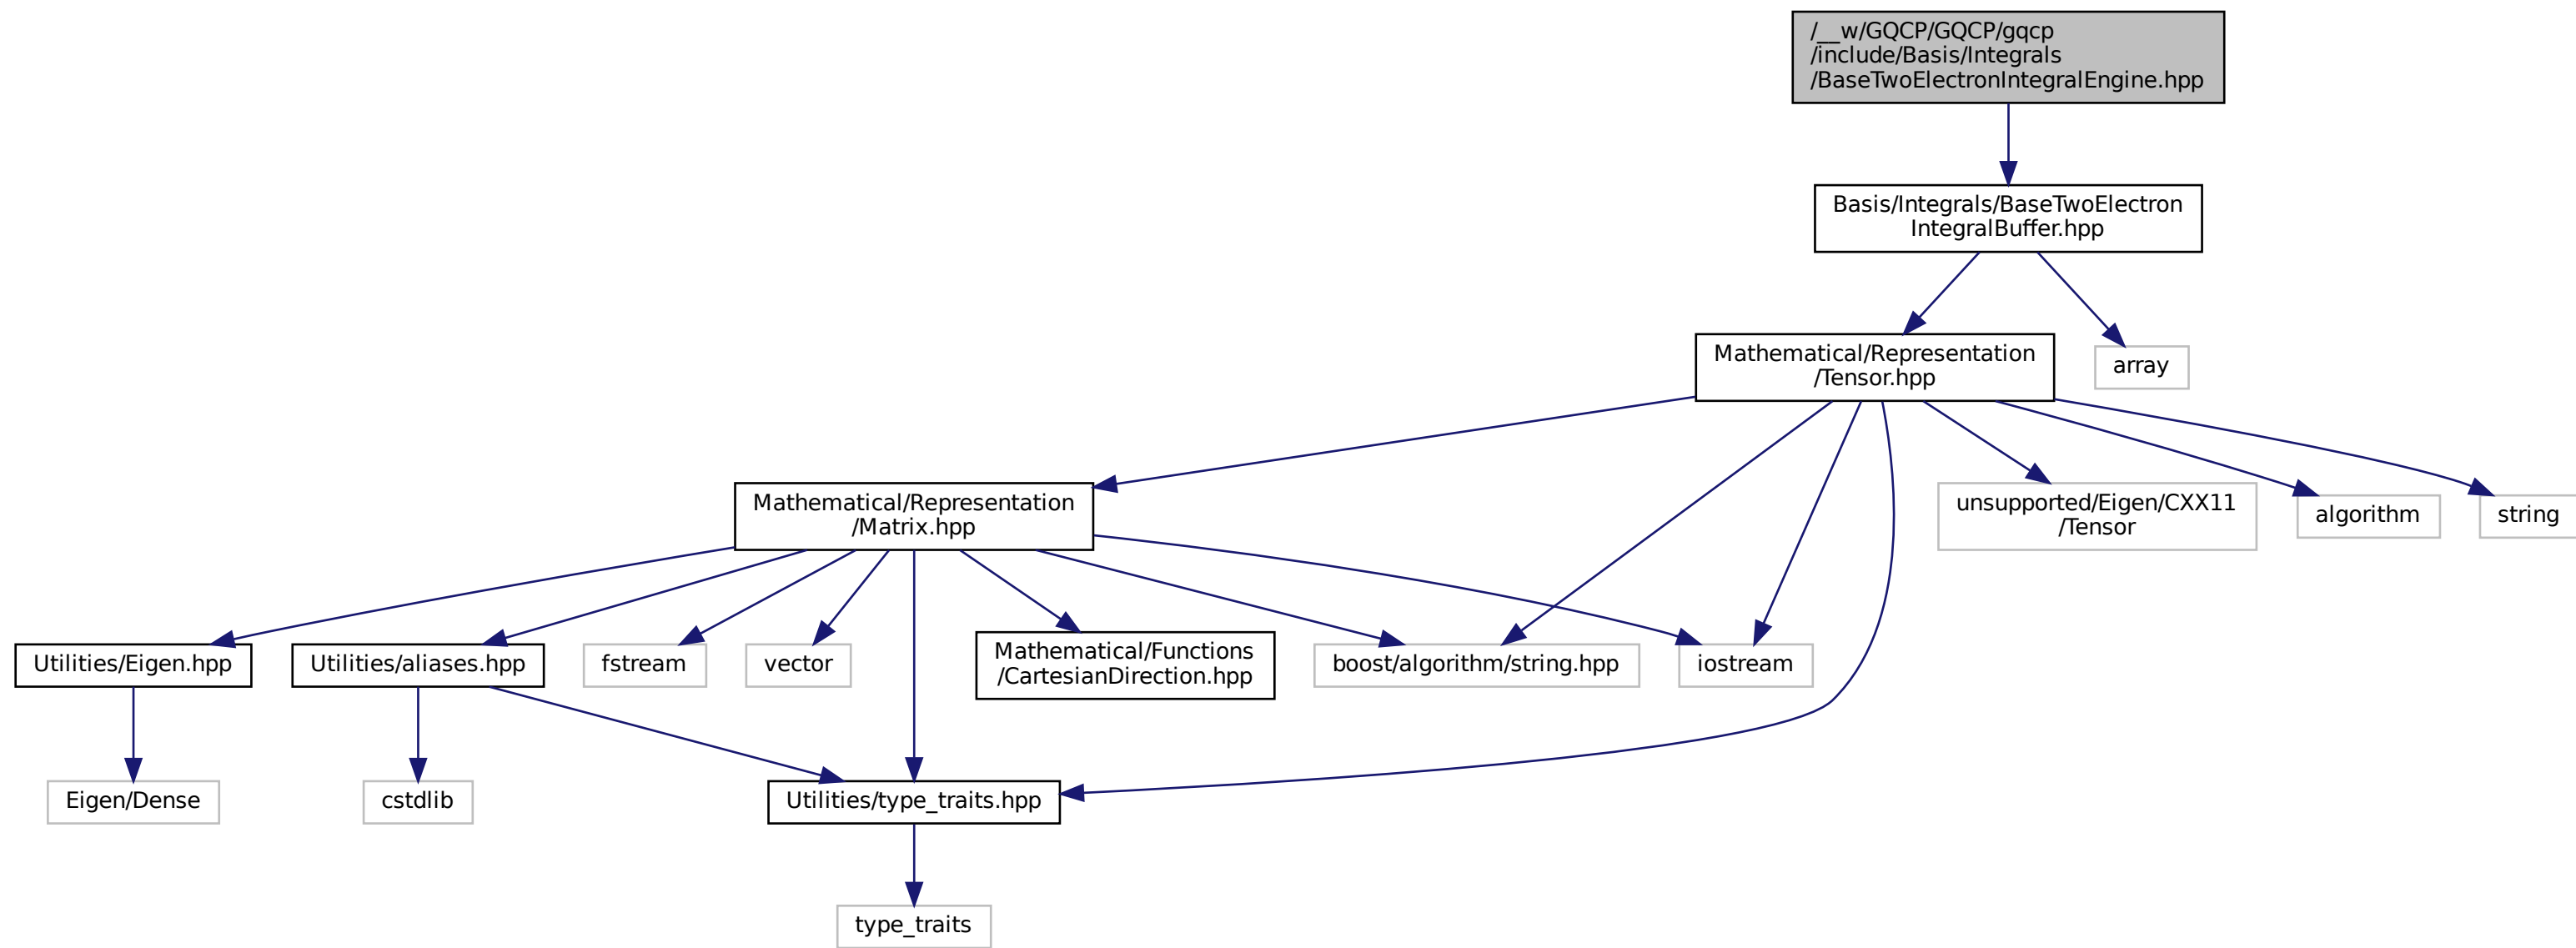 /__w/GQCP/GQCP/gqcp
/include/Basis/Integrals
/BaseTwoElectronIntegralEngine.hpp
Basis/Integrals/BaseTwoElectron
IntegralBuffer.hpp
Mathematical/Representation
/Tensor.hpp
array
Mathematical/Representation
/Matrix.hpp
unsupported/Eigen/CXX11
/Tensor
algorithm
string
Utilities/Eigen.hpp
Utilities/aliases.hpp
fstream
vector
Mathematical/Functions
/CartesianDirection.hpp
boost/algorithm/string.hpp
iostream
Eigen/Dense
cstdlib
Utilities/type_traits.hpp
type_traits